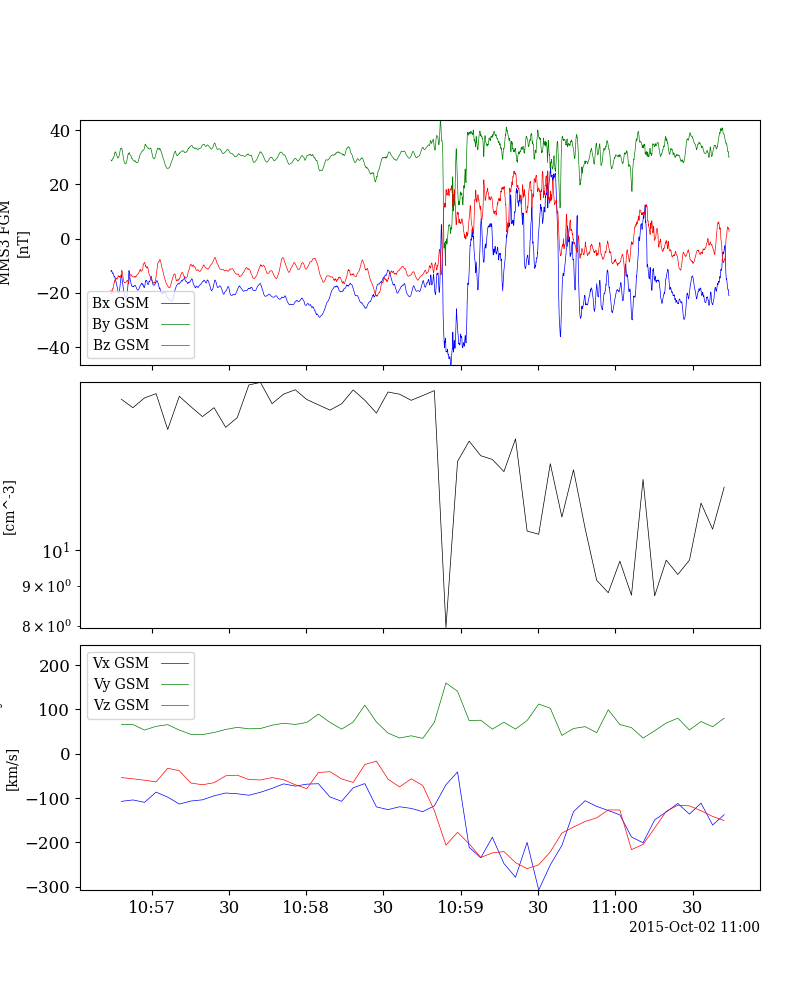 MMS3 FGM
[nT]
40
20
0
−20
−40
Bx GSM
By GSM
Bz GSM
[cm^-3]
10¹
9 × 10⁰
8 × 10⁰
[km/s]
200
100
0
−100
−200
−300
Vx GSM
Vy GSM
Vz GSM
10:57 30 10:58 30 10:59 30 11:00 30
2015-Oct-02 11:00